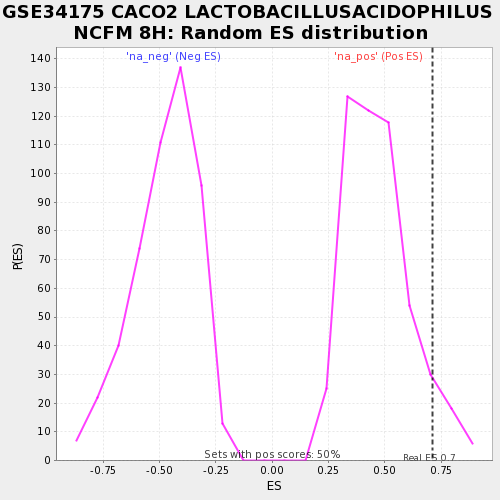 GSE34175 CACO2 LACTOBACILLUSACIDOPHILUS
NCFM 8H: Random ES distribution
'na_neg' (Neg ES)
'na_pos' (Pos ES)
140
130
120
110
100
90
80
70
60
50
40
30
20
10
0
P(ES)
Sets with pos scores: 50%
Real ES 0.7
-0.75
-0.50
-0.25
0.00
0.25
0.50
0.75
ES